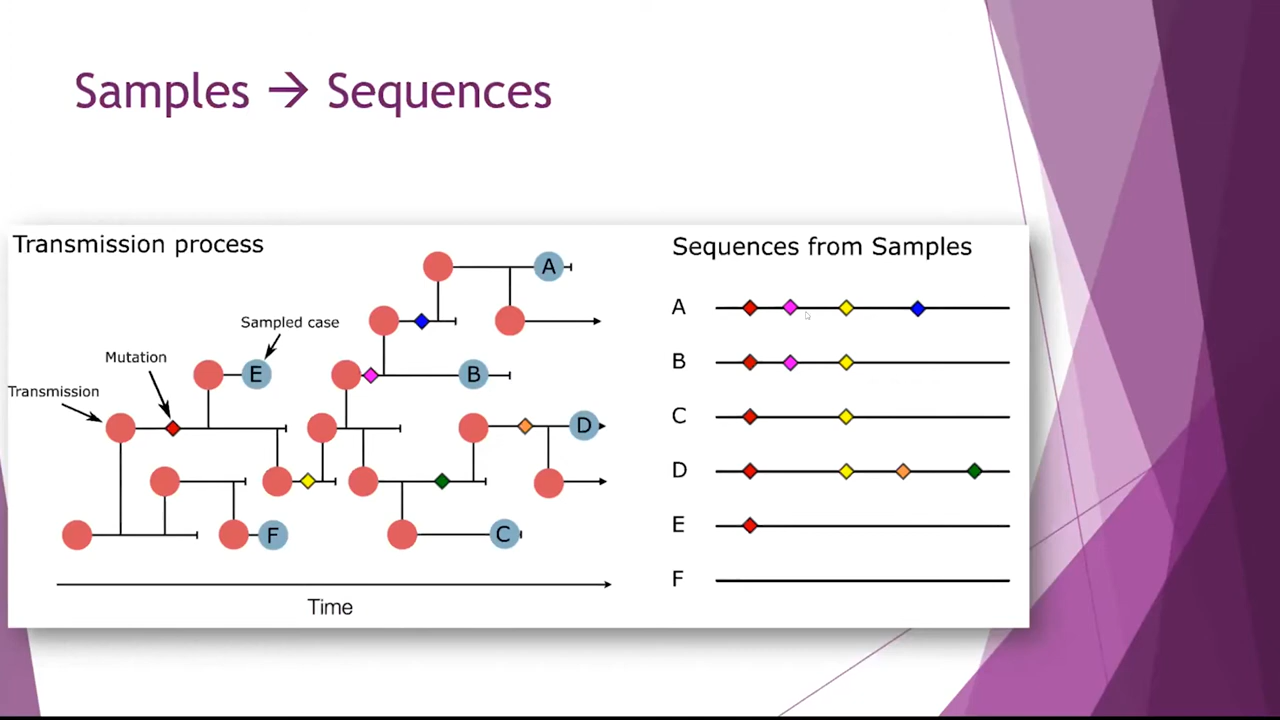 Samples → Sequences
Transmission process
Sequences from Samples
A
Sampled case
Mutation
E
B
Transmission
D
F
C
Time
A
B
C
D
E
F